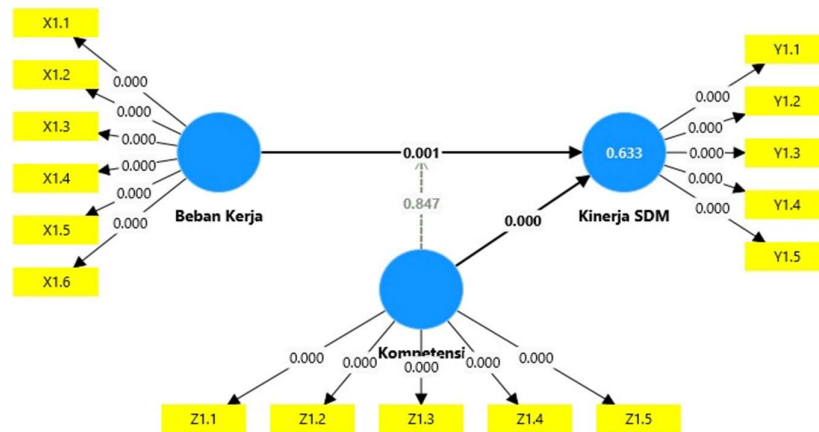 X1.1
X1.2
X1.3
X1.4
X1.5
X1.6
0.000
0.000
0.000
0.000
0.000
0.000
Beban Kerja
0.001
0.847
0.000
0.633
Kinerja SDM
0.000
0.000
0.000
0.000
0.000
Y1.1
Y1.2
Y1.3
Y1.4
Y1.5
Kompetensi
0.000
0.000
0.000
0.000
0.000
Z1.1
Z1.2
Z1.3
Z1.4
Z1.5